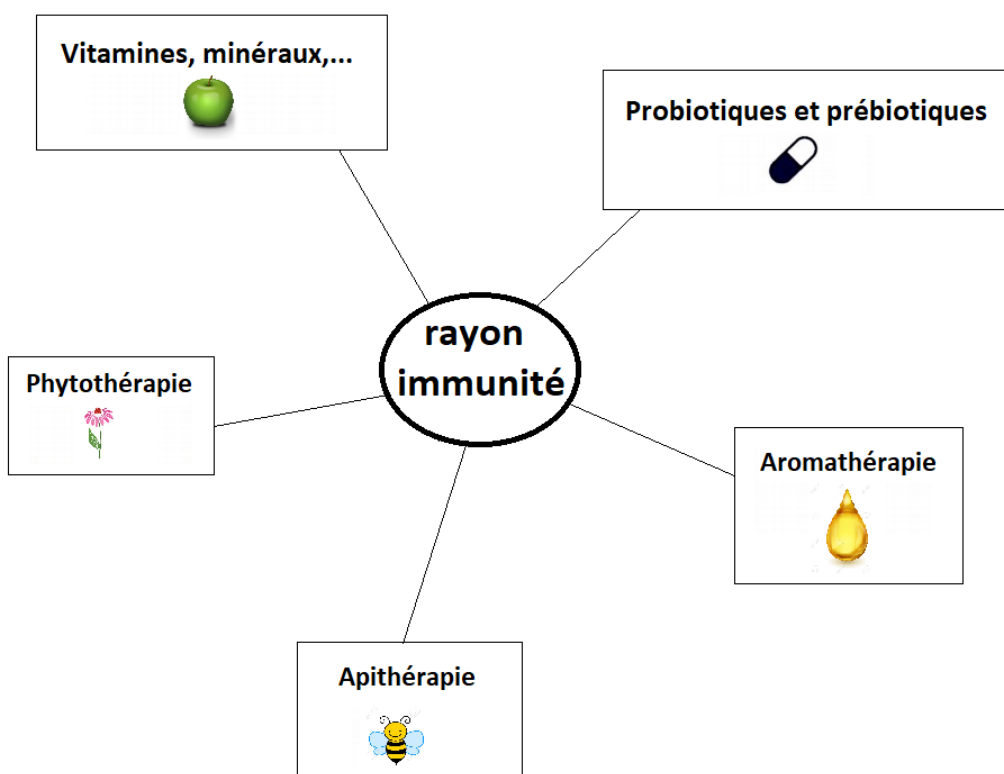 Vitamines, minéraux,...
Probiotiques et prébiotiques
rayon
immunité
Phytothérapie
Aromathérapie
Apithérapie